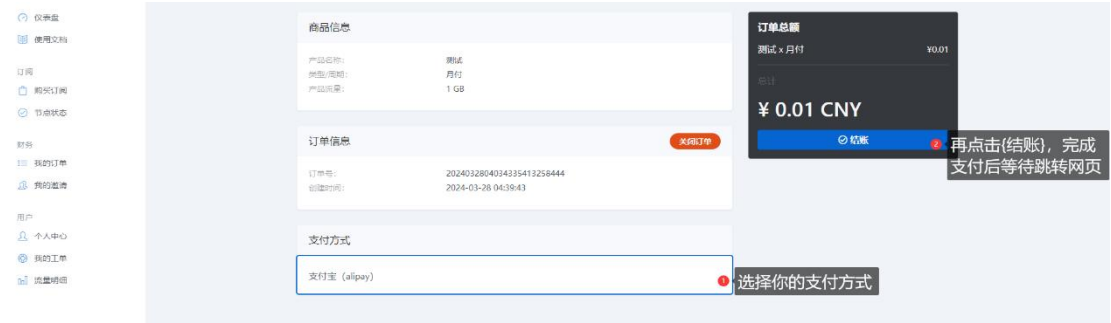 仪表盘
使用文档
订阅
购买订阅
节点状态
财务
我的订单
我的邀请
用户
个人中心
我的工单
流量明细
商品信息
产品名称: 测试
类型/周期: 月付
产品流量: 1 GB
订单信息 关闭订单
订单号: 2024032804034335413258444
创建时间: 2024-03-28 04:39:43
支付方式
支付宝 (alipay)
1 选择你的支付方式
订单总额
测试 x 月付 ¥0.01
总计
¥ 0.01 CNY
结账
2 再点击{结账}，完成
支付后等待跳转网页